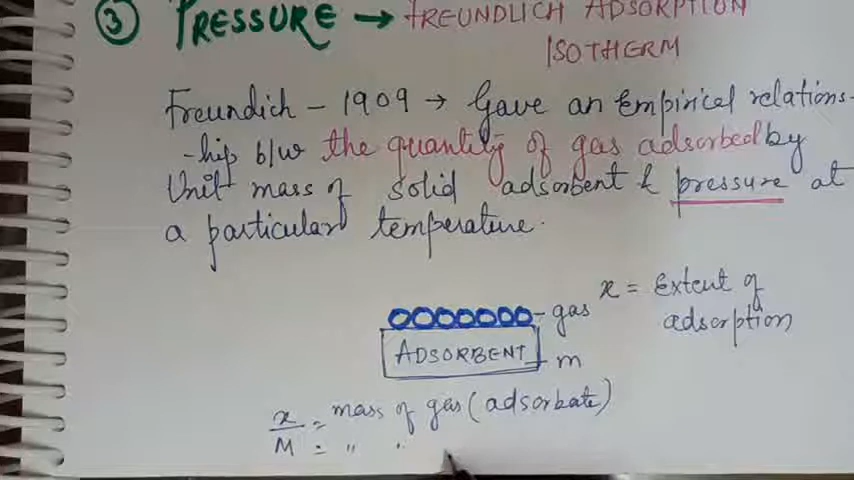 ③ PRESSURE → FREUNDLICH ADSORPTION
ISOTHERM
Freundich - 1909 → Gave an Empirical relations-
-hip b/w the quantity of gas adsorbed by
Unit mass of solid adsorbent & pressure at
a particular temperature.
x = Extent of
adsorption
gas
ADSORBENT
m
x/M = mass of gas (adsorbate)
= " "